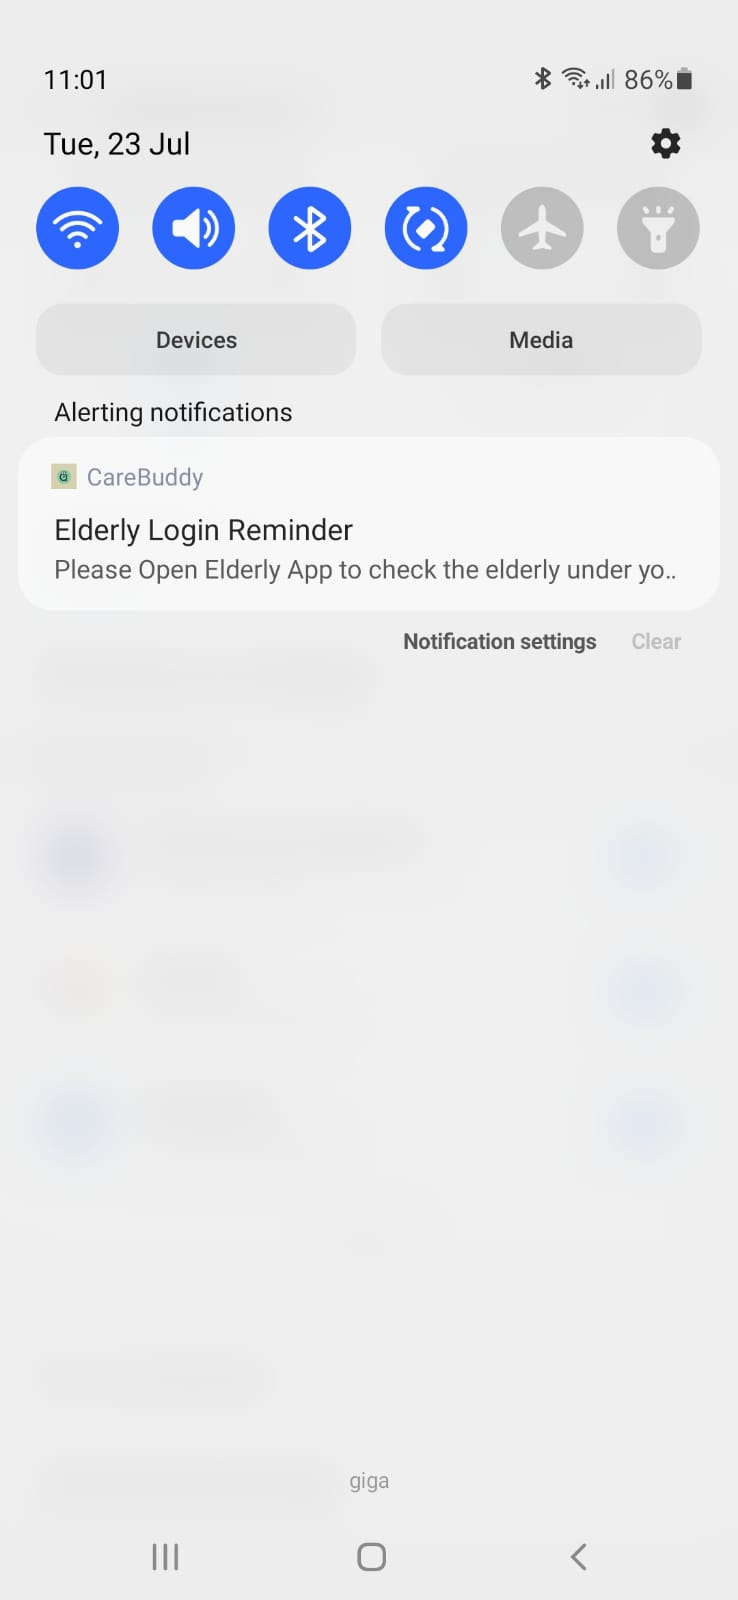 11:01
86%
Tue, 23 Jul
Devices
Media
Alerting notifications
CareBuddy
Elderly Login Reminder
Please Open Elderly App to check the elderly under yo..
Notification settings
Clear
giga